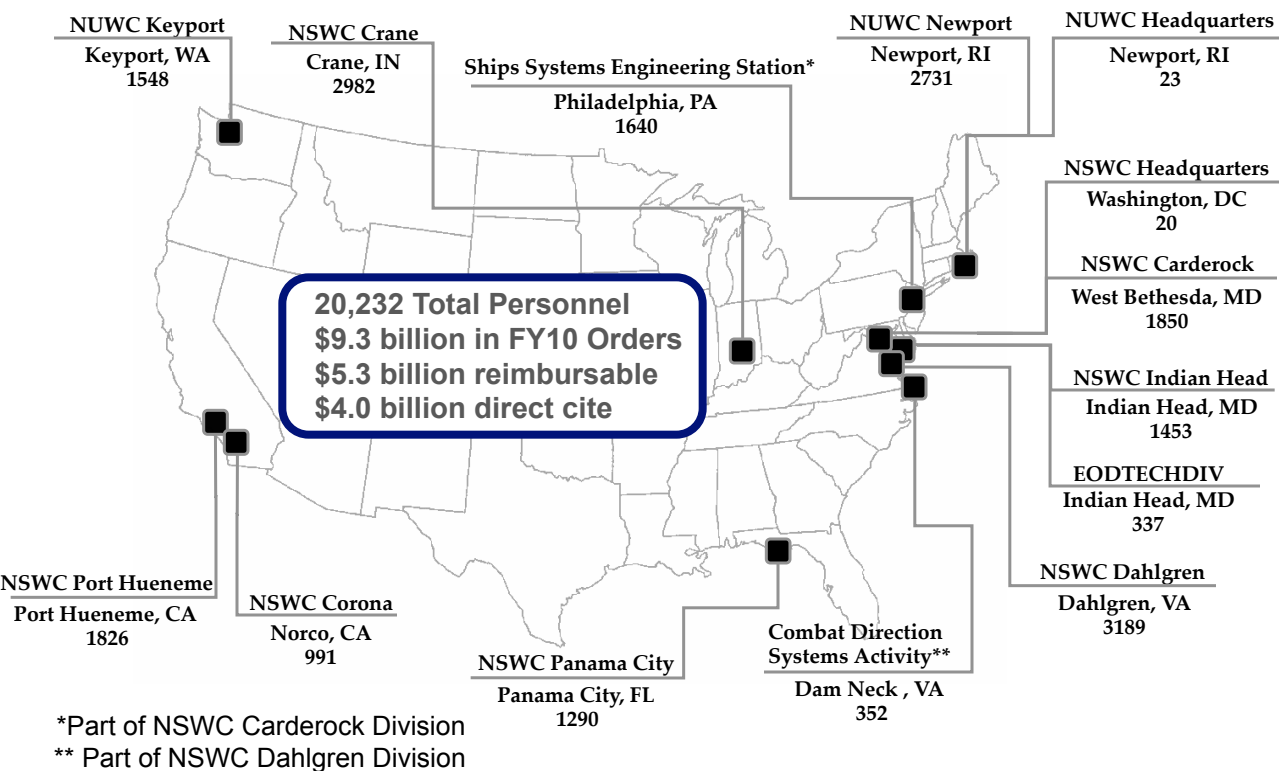 NUWC Keyport
Keyport, WA
1548
NSWC Crane
Crane, IN
2982
Ships Systems Engineering Station*
Philadelphia, PA
1640
NUWC Newport
Newport, RI
2731
NUWC Headquarters
Newport, RI
23
NSWC Headquarters
Washington, DC
20
NSWC Carderock
West Bethesda, MD
1850
NSWC Indian Head
Indian Head, MD
1453
EODTECHDIV
Indian Head, MD
337
NSWC Dahlgren
Dahlgren, VA
3189
20,232 Total Personnel
$9.3 billion in FY10 Orders
$5.3 billion reimbursable
$4.0 billion direct cite
NSWC Port Hueneme
Port Hueneme, CA
1826
NSWC Corona
Norco, CA
991
NSWC Panama City
Panama City, FL
1290
Combat Direction
Systems Activity**
Dam Neck , VA
352
*Part of NSWC Carderock Division
** Part of NSWC Dahlgren Division